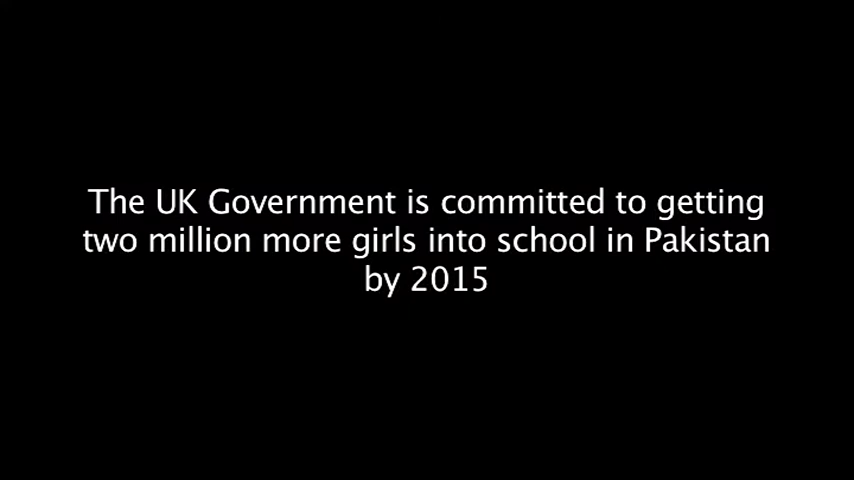 The UK Government is committed to getting
two million more girls into school in Pakistan
by 2015